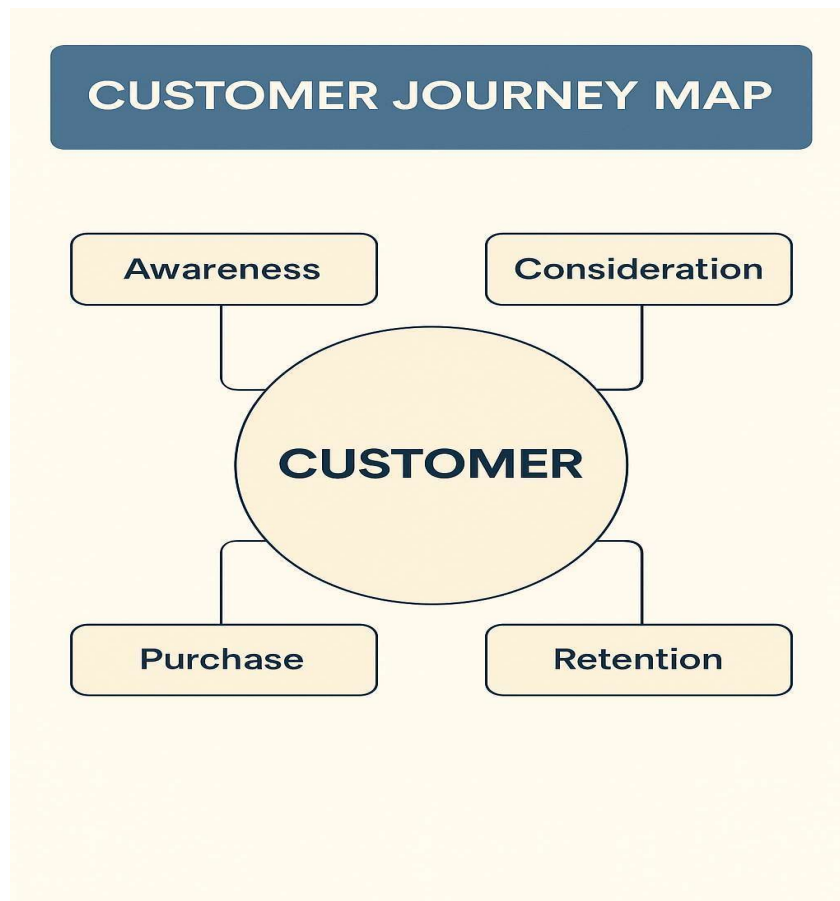 CUSTOMER JOURNEY MAP
Awareness
Consideration
CUSTOMER
Purchase
Retention